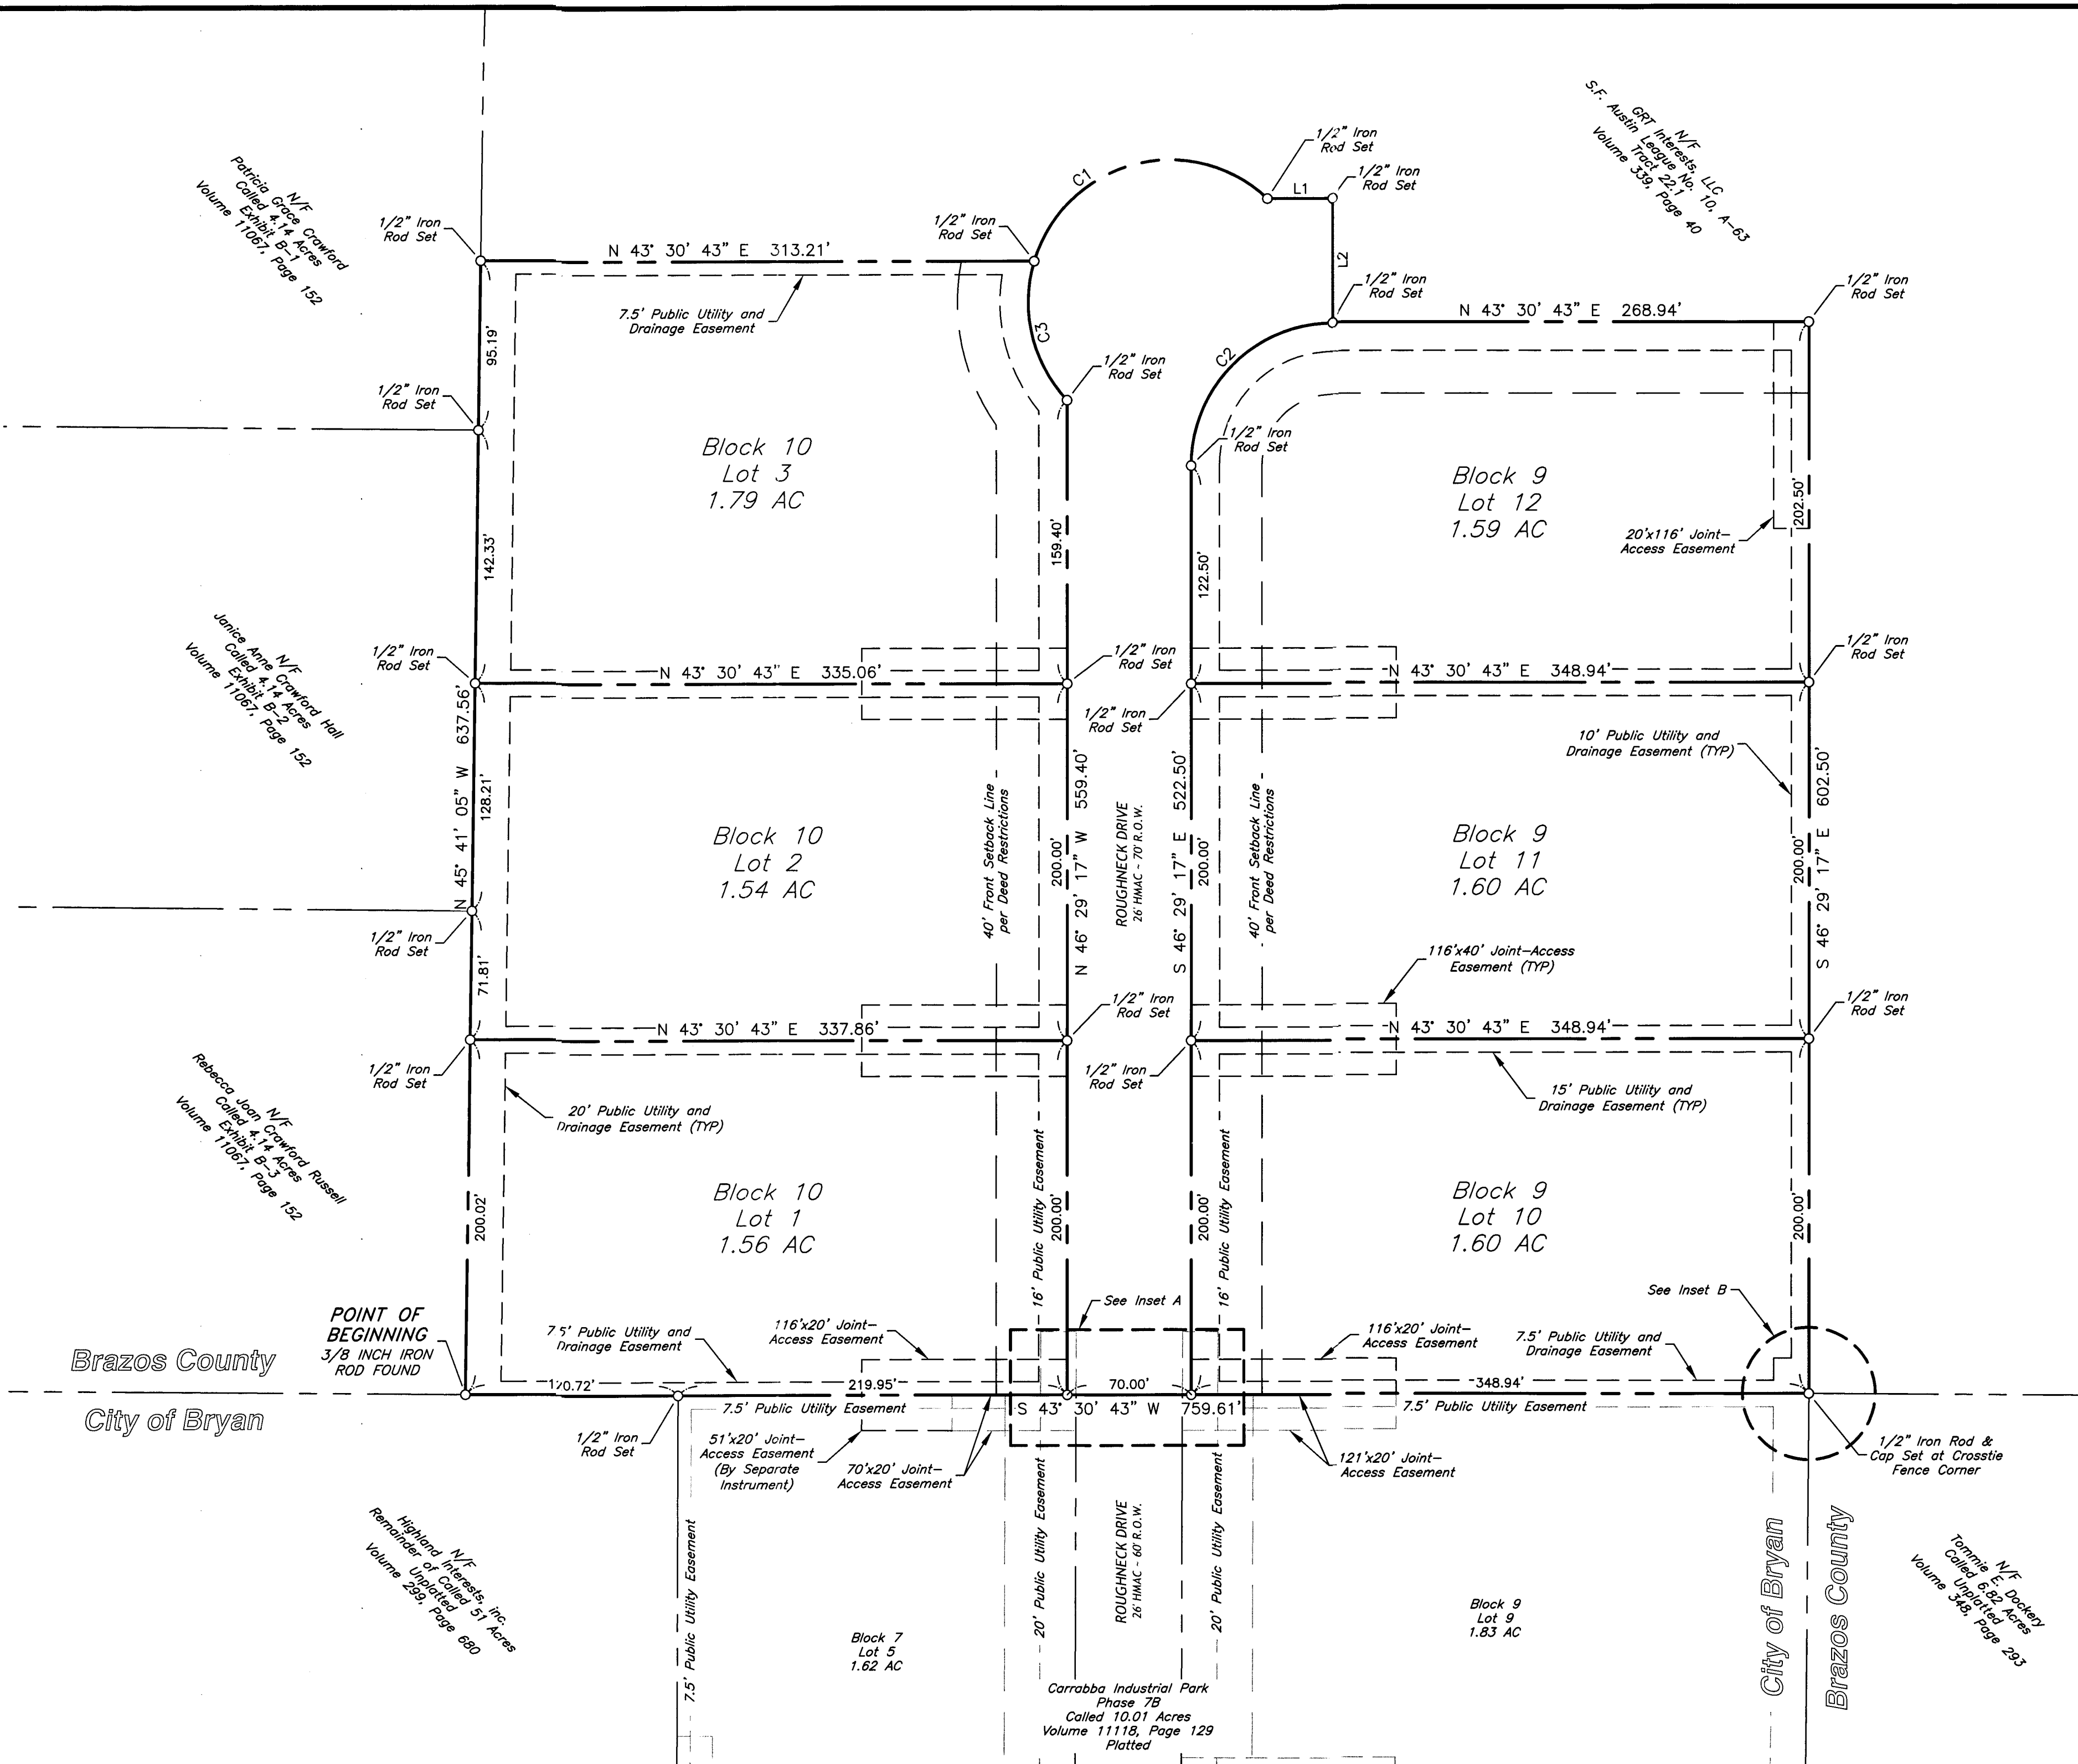 N/F
Patricia Grace Crawford
Called 4.14 Acres
Exhibit B-1
Volume 11067, Page 152
N/F
GRT Interests, LLC
S.F. Austin League No. 10, A-63
Tract 22.1
Volume 339, Page 40
1/2" Iron
Rod Set
1/2" Iron
Rod Set
1/2" Iron
Rod Set
1/2" Iron
Rod Set
C1
L1
L2
N 43° 30' 43" E 313.21'
7.5' Public Utility and
Drainage Easement
1/2" Iron
Rod Set
N 43° 30' 43" E 268.94'
1/2" Iron
Rod Set
95.19'
C3
C2
1/2" Iron
Rod Set
1/2" Iron
Rod Set
1/2" Iron
Rod Set
Block 10
Lot 3
1.79 AC
Block 9
Lot 12
1.59 AC
142.33'
159.40'
122.50'
202.50'
20'x116' Joint-
Access Easement
N/F
Janice Anne Crawford Hall
Called 4.14 Acres
Exhibit B-2
Volume 11067, Page 152
1/2" Iron
Rod Set
N 43° 30' 43" E 335.06'
1/2" Iron
Rod Set
N 43° 30' 43" E 348.94'
1/2" Iron
Rod Set
1/2" Iron
Rod Set
10' Public Utility and
Drainage Easement (TYP)
N 45° 41' 05" W 637.56'
128.21'
Block 10
Lot 2
1.54 AC
40' Front Setback Line
per Deed Restrictions
200.00'
N 46° 29' 17" W 559.40'
ROUGHNECK DRIVE
26' HMAC - 70' R.O.W.
S 46° 29' 17" E 522.50'
200.00'
40' Front Setback Line
per Deed Restrictions
Block 9
Lot 11
1.60 AC
200.00'
S 46° 29' 17" E 602.50'
1/2" Iron
Rod Set
71.81'
116'x40' Joint-Access
Easement (TYP)
1/2" Iron
Rod Set
1/2" Iron
Rod Set
N 43° 30' 43" E 337.86'
N 43° 30' 43" E 348.94'
1/2" Iron
Rod Set
1/2" Iron
Rod Set
N/F
Rebecca Joan Crawford Russell
Called 4.14 Acres
Exhibit B-3
Volume 11067, Page 152
20' Public Utility and
Drainage Easement (TYP)
15' Public Utility and
Drainage Easement (TYP)
200.02'
Block 10
Lot 1
1.56 AC
16' Public Utility Easement
200.00'
200.00'
16' Public Utility Easement
Block 9
Lot 10
1.60 AC
200.00'
See Inset A
See Inset B
POINT OF
BEGINNING
3/8 INCH IRON
ROD FOUND
7.5' Public Utility and
Drainage Easement
116'x20' Joint-
Access Easement
116'x20' Joint-
Access Easement
7.5' Public Utility and
Drainage Easement
Brazos County
City of Bryan
120.72'
219.95'
70.00'
348.94'
7.5' Public Utility Easement
S 43° 30' 43" W 759.61'
7.5' Public Utility Easement
1/2" Iron
Rod Set
51'x20' Joint-
Access Easement
(By Separate
Instrument)
70'x20' Joint-
Access Easement
121'x20' Joint-
Access Easement
1/2" Iron Rod &
Cap Set at Crosstie
Fence Corner
N/F
Highland Interests, inc.
Remainder of Called 51 Acres
Unplatted
Volume 299, Page 680
7.5' Public Utility Easement
20' Public Utility Easement
ROUGHNECK DRIVE
26' HMAC - 60' R.O.W.
20' Public Utility Easement
Block 7
Lot 5
1.62 AC
Block 9
Lot 9
1.83 AC
City of Bryan
Brazos County
N/F
Tommie E. Dockery
Called 6.82 Acres
Unplatted
Volume 348, Page 293
Carrabba Industrial Park
Phase 7B
Called 10.01 Acres
Volume 11118, Page 129
Platted